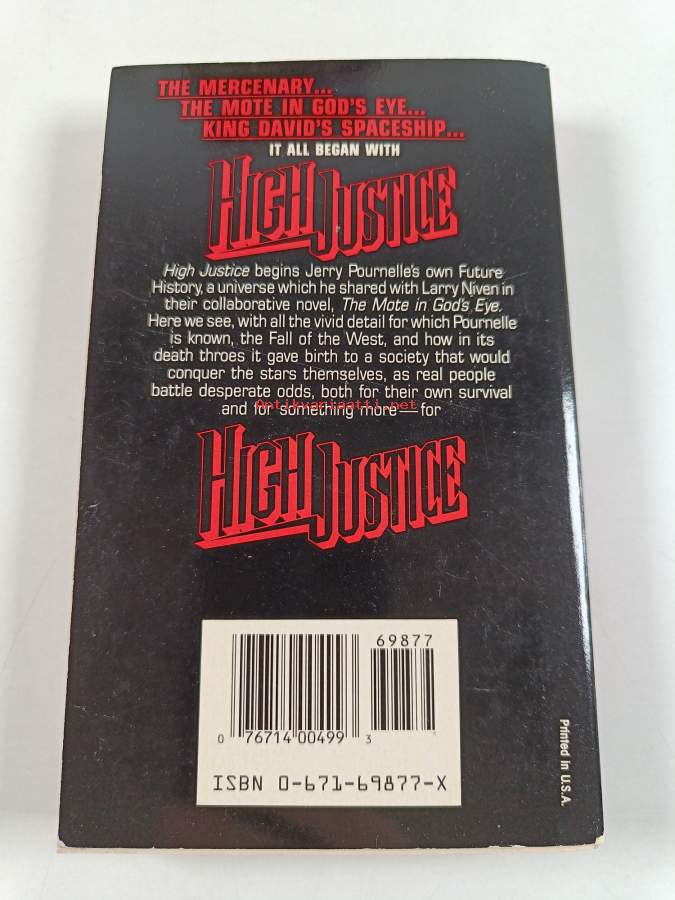 THE MERCENARY...
THE MOTE IN GOD'S EYE...
KING DAVID'S SPACESHIP...
IT ALL BEGAN WITH
HIGH JUSTICE
High Justice begins Jerry Pournelle's own Future
History, a universe which he shared with Larry Niven in
their collaborative novel, The Mote in God's Eye.
Here we see, with all the vivid detail for which Pournelle
is known, the Fall of the West, and how in its
death throes it gave birth to a society that would
conquer the stars themselves, as real people
battle desperate odds, both for their own survival
and for something more—for
Antikvariaatti.net
HIGH JUSTICE
69877
0 76714 00499 3
ISBN 0-671-69877-X
Printed in U.S.A.